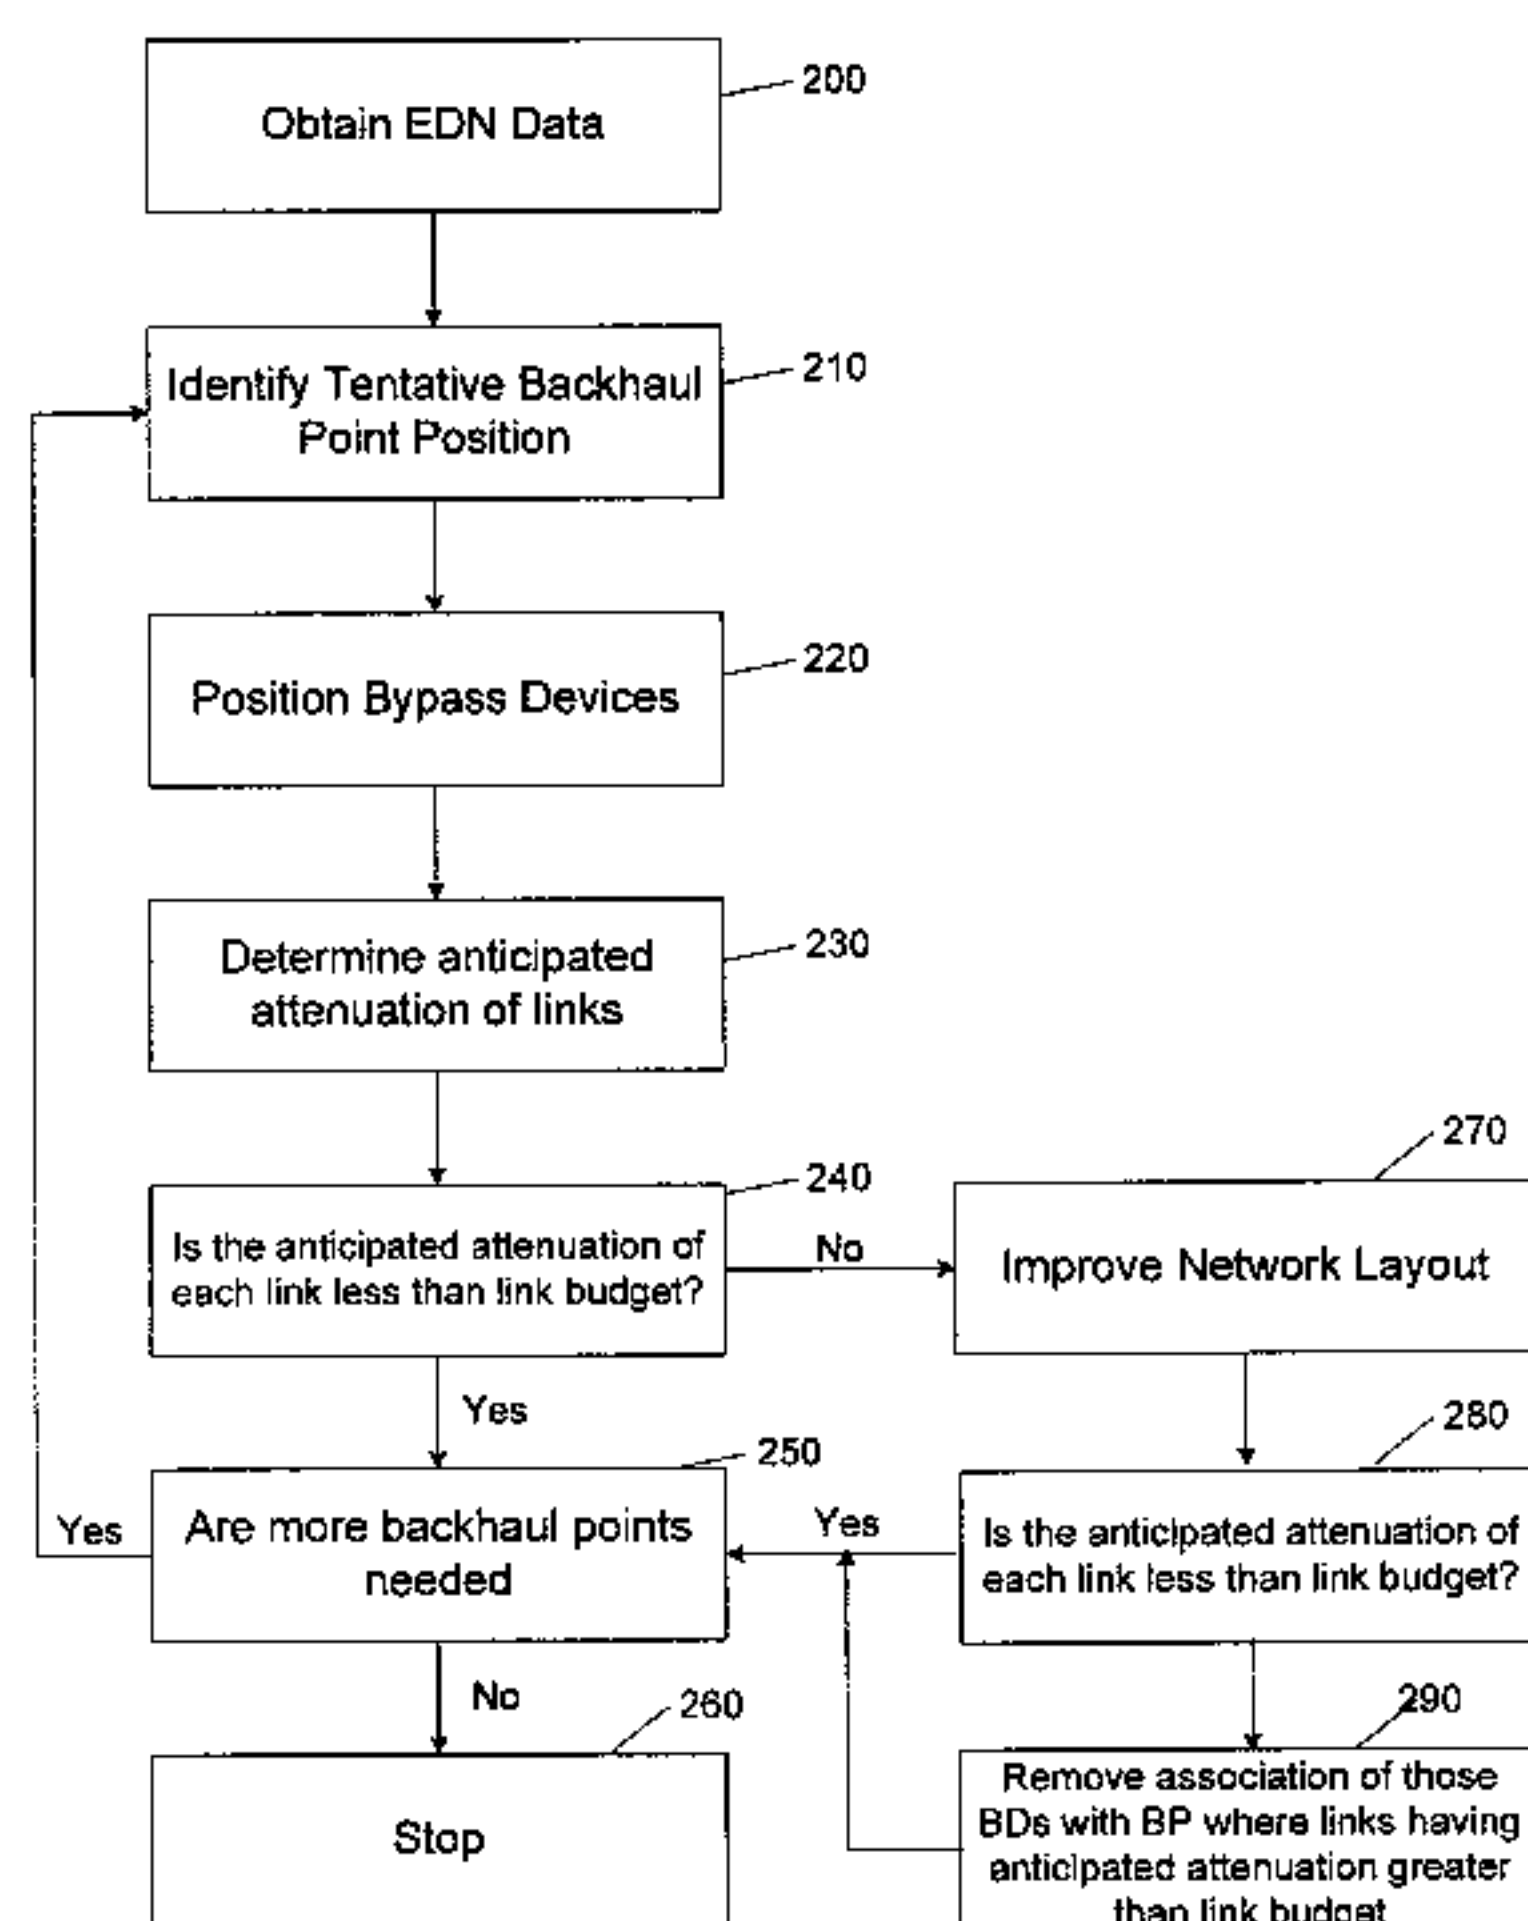 Obtain EDN Data
200
Identify Tentative Backhaul
Point Position
210
Position Bypass Devices
220
Determine anticipated
attenuation of links
230
Is the anticipated attenuation of
each link less than link budget?
240
No
Improve Network Layout
270
Yes
Are more backhaul points
needed
250
Yes
Yes
Is the anticipated attenuation of
each link less than link budget?
280
No
Stop
260
Remove association of those
BDs with BP where links having
anticipated attenuation greater
than link budget
290